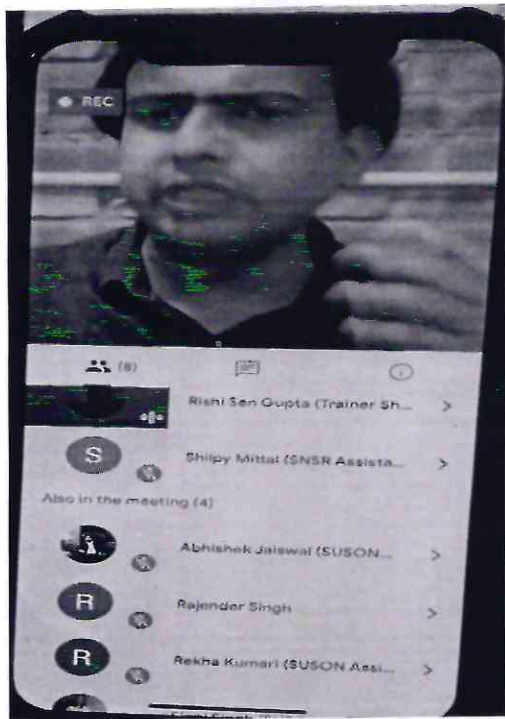 REC
(8)
Rishi Sen Gupta (Trainer Sh...
S
Shilpy Mittal (SNSR Assista...
Also in the meeting (4)
Abhishek Jaiswal (SUSON...
R
Rajender Singh
R
Rekha Kumari (SUSON Assi...